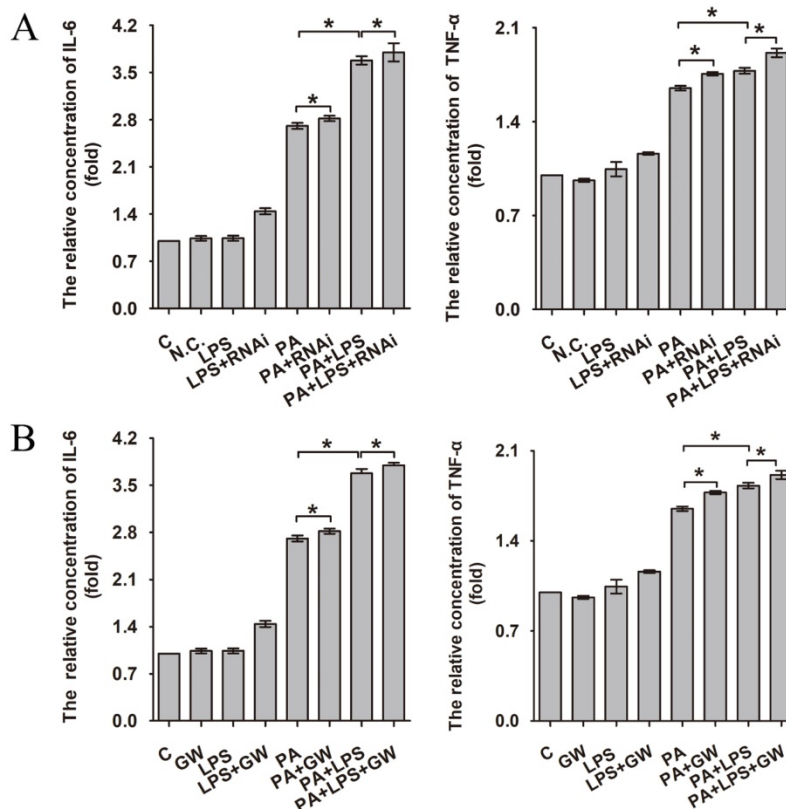 A
The relative concentration of IL-6
(fold)
4.2
3.5
2.8
1.4
0.7
0.0
*
*
*
C
N.C.
LPS
LPS+RNAi
PA
PA+RNAi
PA+LPS
PA+LPS+RNAi
The relative concentration of TNF-α
(fold)
2.1
1.4
0.7
0.0
*
*
*
C
N.C.
LPS
LPS+RNAi
PA
PA+RNAi
PA+LPS
PA+LPS+RNAi
B
The relative concentration of IL-6
(fold)
4.2
3.5
2.8
2.1
1.4
0.7
0.0
*
*
*
C
GW
LPS
LPS+GW
PA
PA+GW
PA+LPS
PA+LPS+GW
The relative concentration of TNF-α
(fold)
2.1
1.4
0.7
0.0
*
*
*
C
GW
LPS
LPS+GW
PA
PA+GW
PA+LPS
PA+LPS+GW